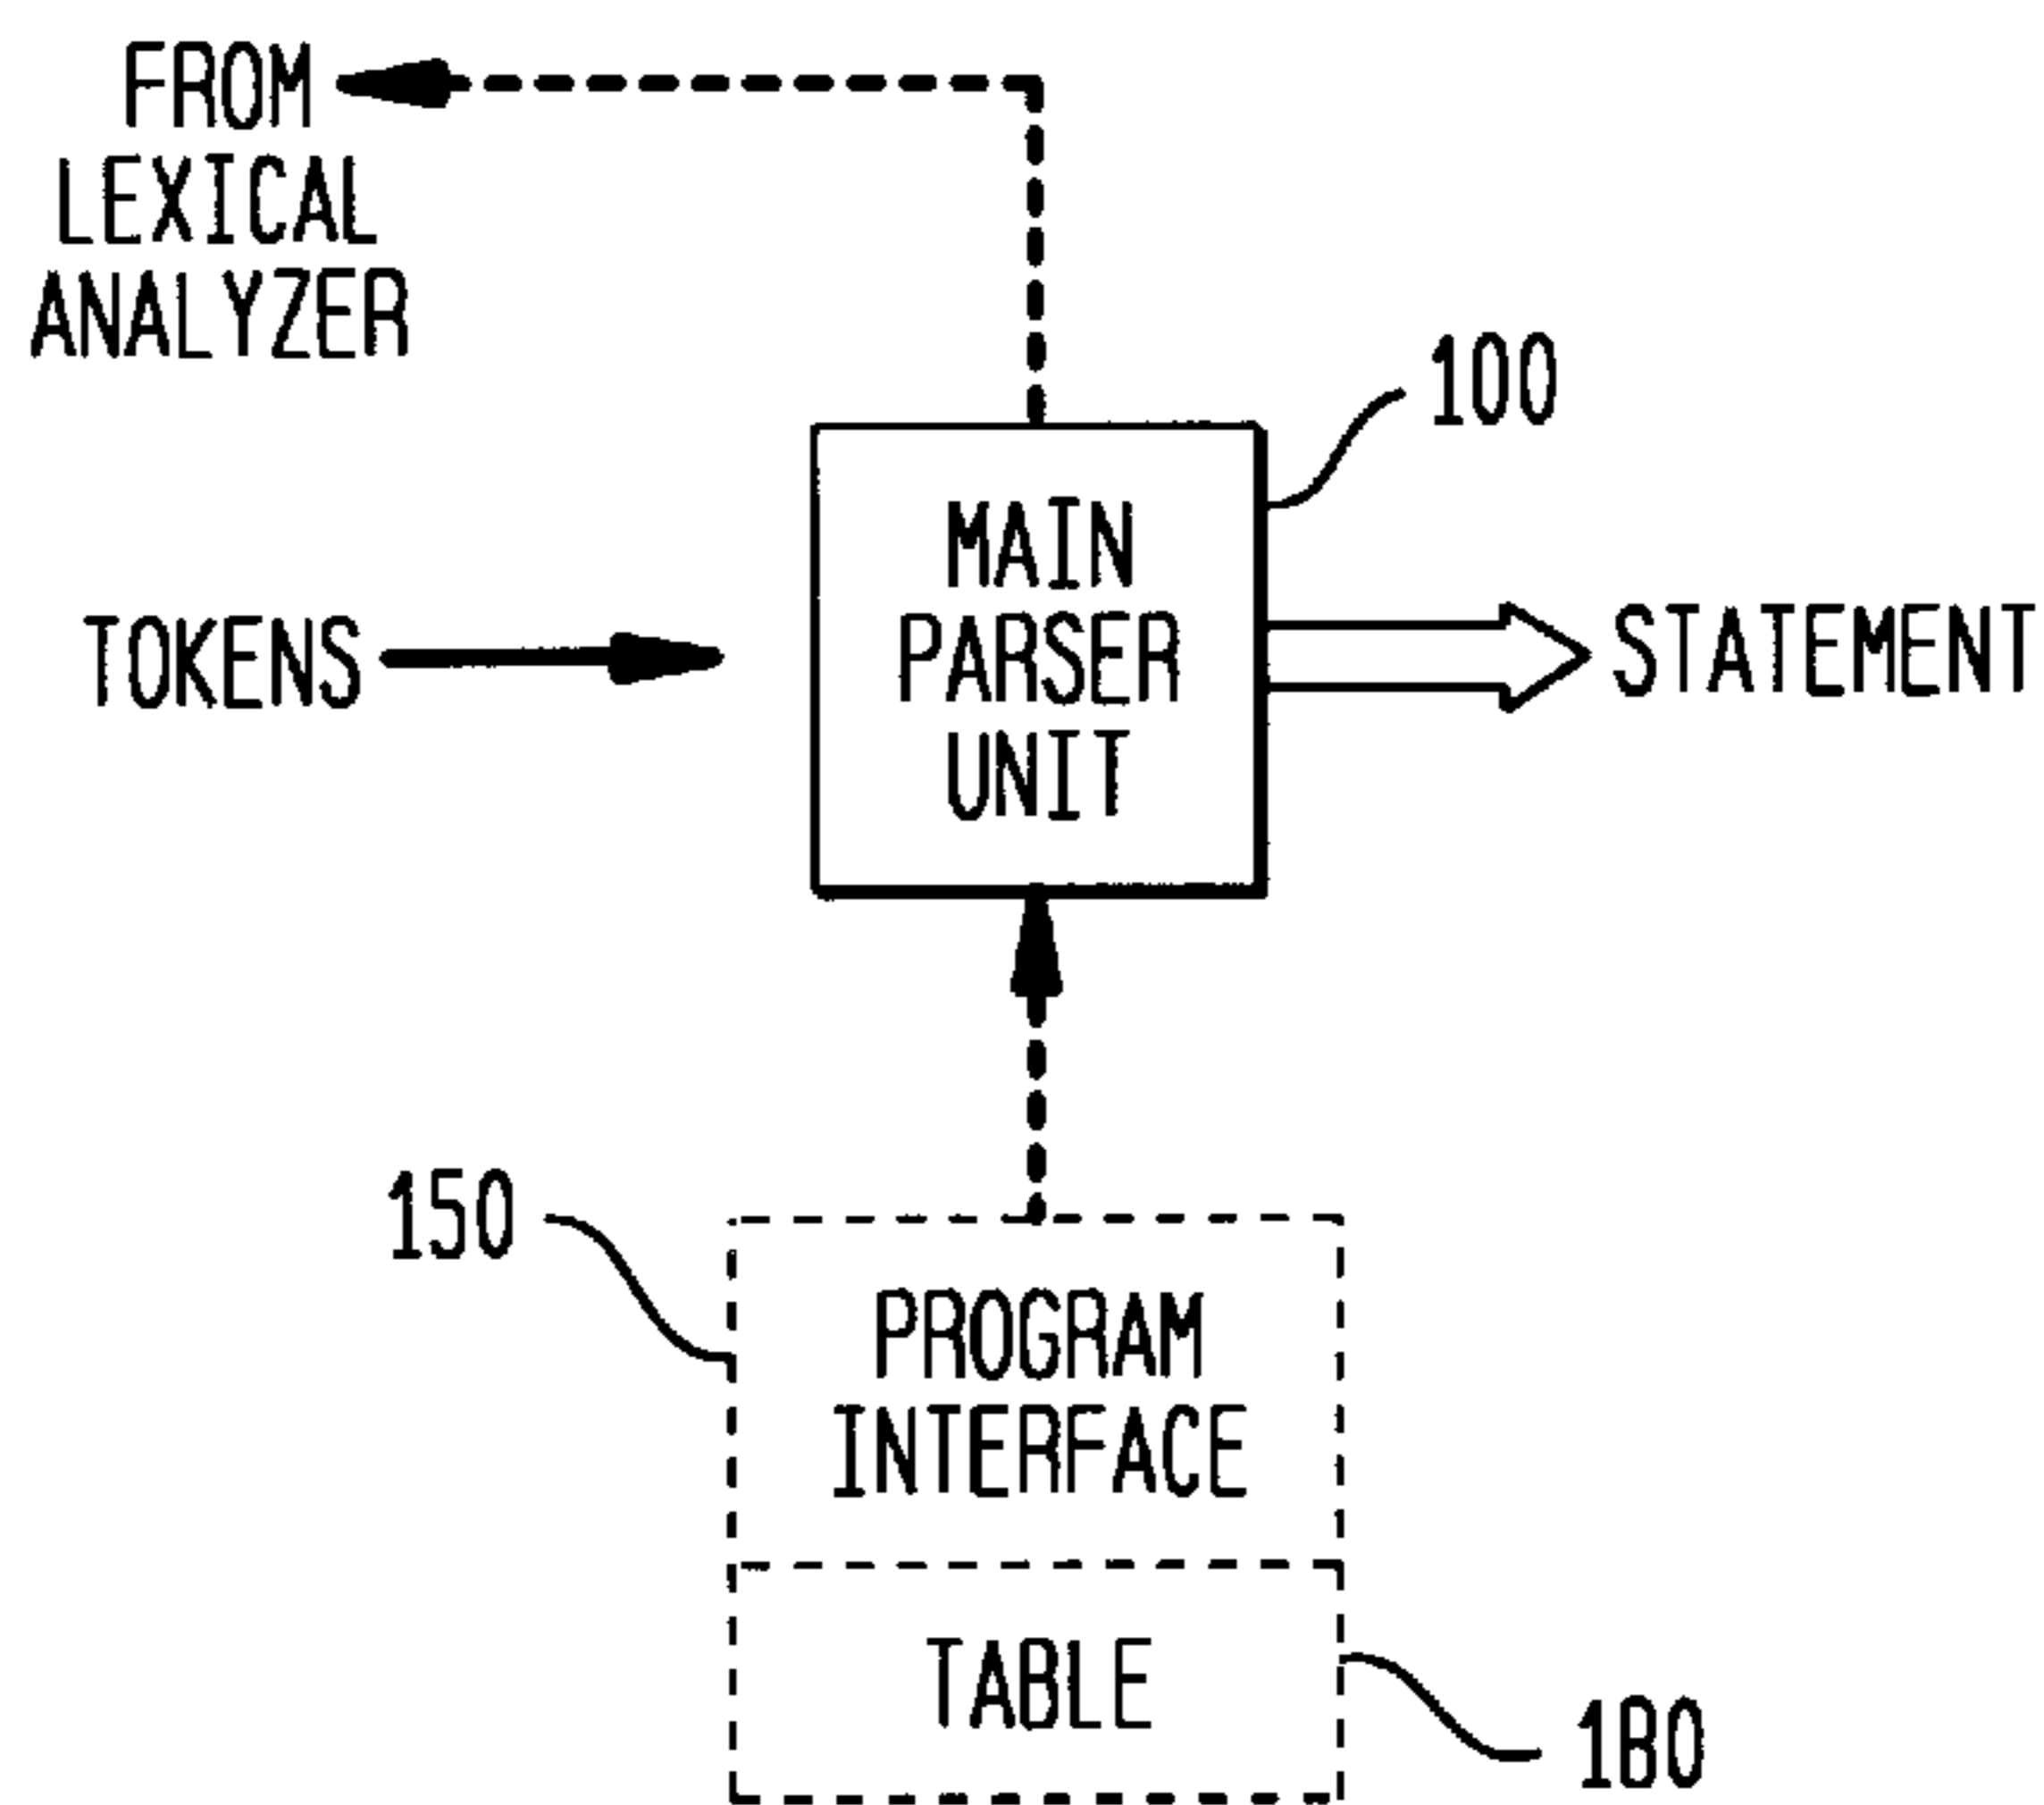 FROM
LEXICAL
ANALYZER
100
MAIN
PARSER
UNIT
TOKENS
STATEMENT
150
PROGRAM
INTERFACE
TABLE
180